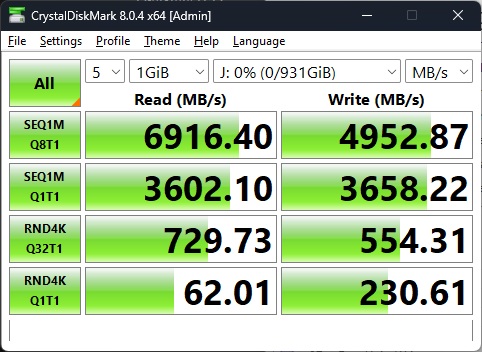 CrystalDiskMark 8.0.4 x64 [Admin]
File Settings Profile Theme Help Language
All 5 1GiB J: 0% (0/931GiB) MB/s
Read (MB/s) Write (MB/s)
SEQ1M
Q8T1 6916.40 4952.87
SEQ1M
Q1T1 3602.10 3658.22
RND4K
Q32T1 729.73 554.31
RND4K
Q1T1 62.01 230.61